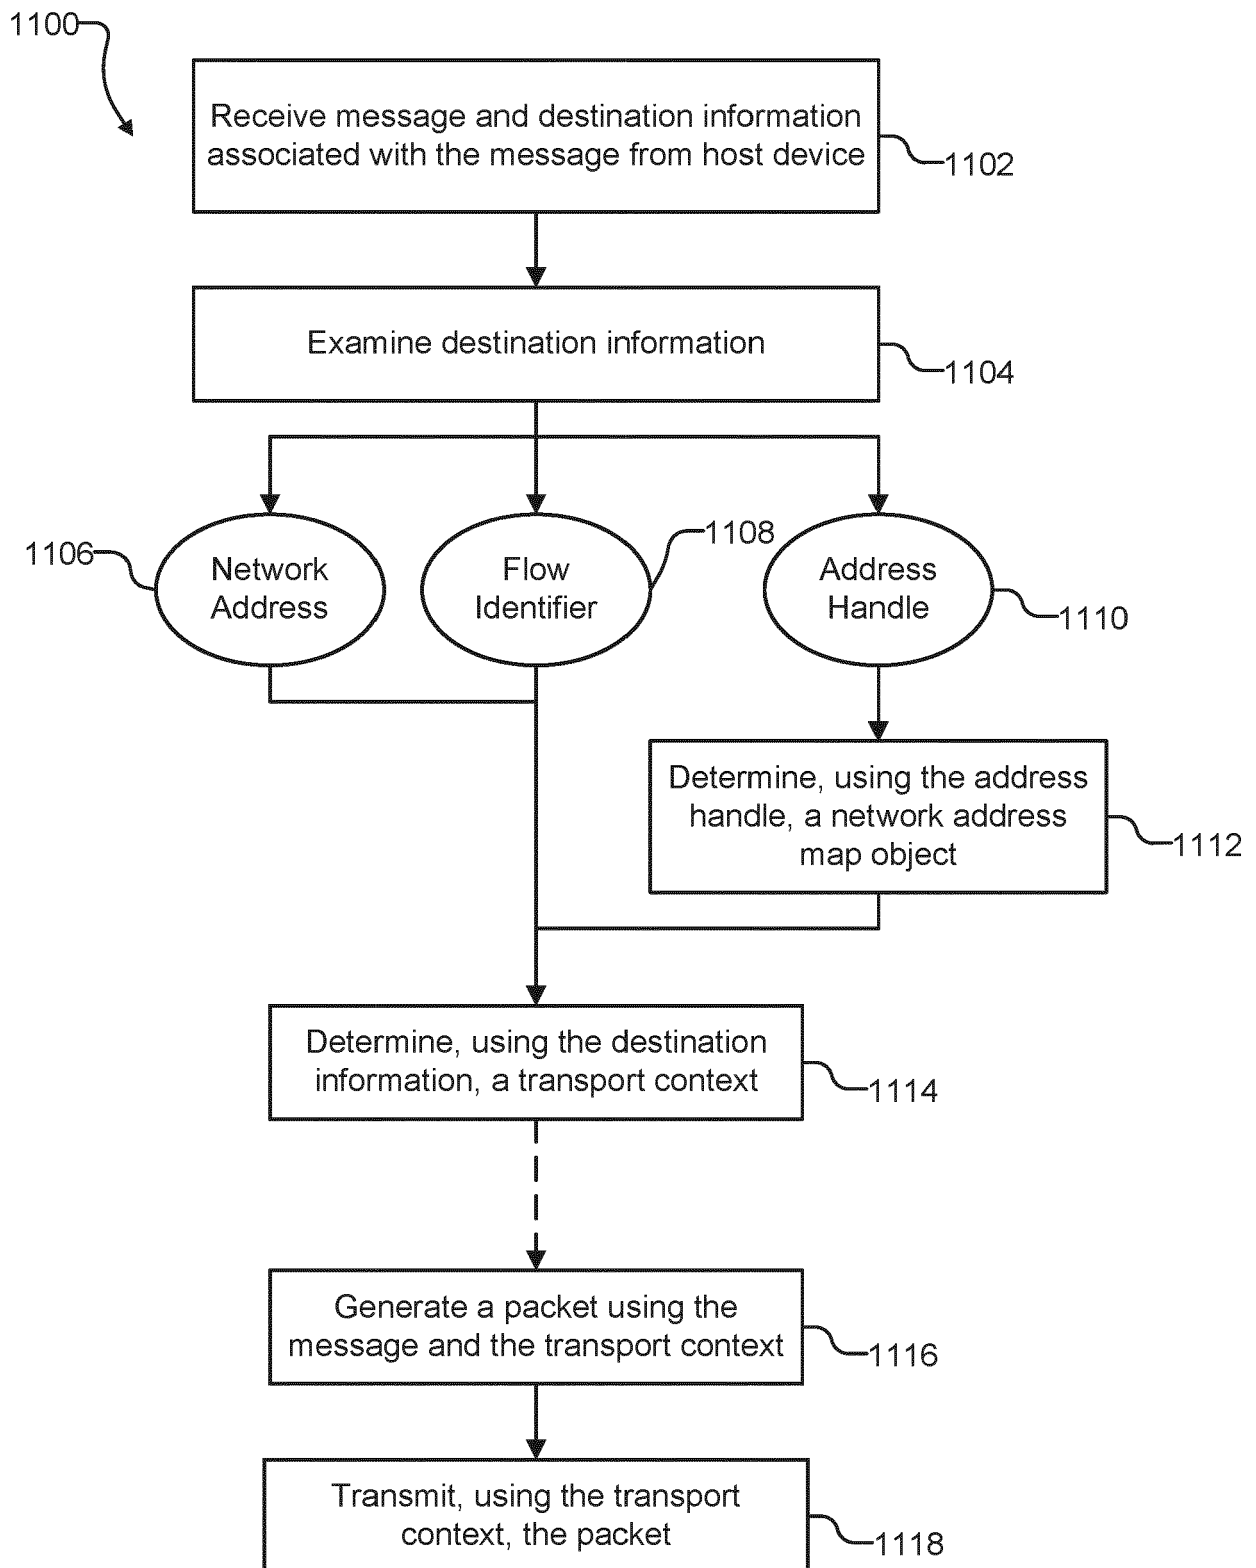 1100
Receive message and destination information
associated with the message from host device
1102
Examine destination information
1104
1106
Network
Address
Flow
Identifier
1108
Address
Handle
1110
Determine, using the address
handle, a network address
map object
1112
Determine, using the destination
information, a transport context
1114
Generate a packet using the
message and the transport context
1116
Transmit, using the transport
context, the packet
1118